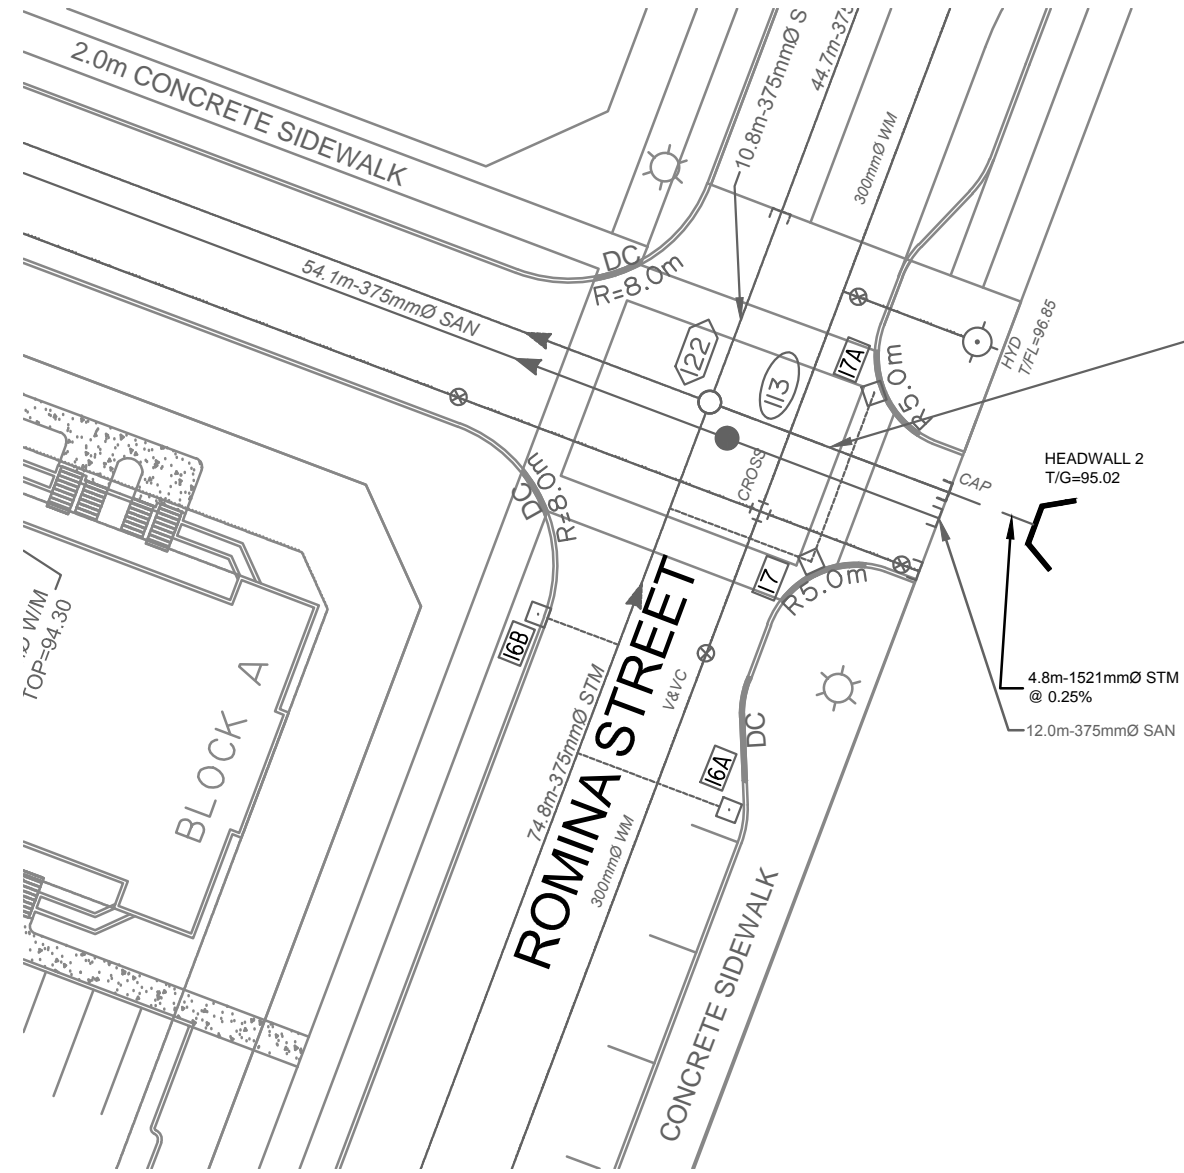 2.0m CONCRETE SIDEWALK
10.8m-375mmØ S
44.7m-375
300mmØ WM
DC
R=8.0m
54.1m-375mmØ SAN
122
113
17A
R5.0m
HYD
T/FL=96.85
HEADWALL 2
T/G=95.02
CAP
CROSS
DC
R=8.0m
17
R5.0m
16B
ROMINA STREET
V&VC
4.8m-1521mmØ STM
@ 0.25%
12.0m-375mmØ SAN
W/M
TOP=94.30
BLOCK A
74.8m-375mmØ STM
300mmØ WM
16A
DC
CONCRETE SIDEWALK